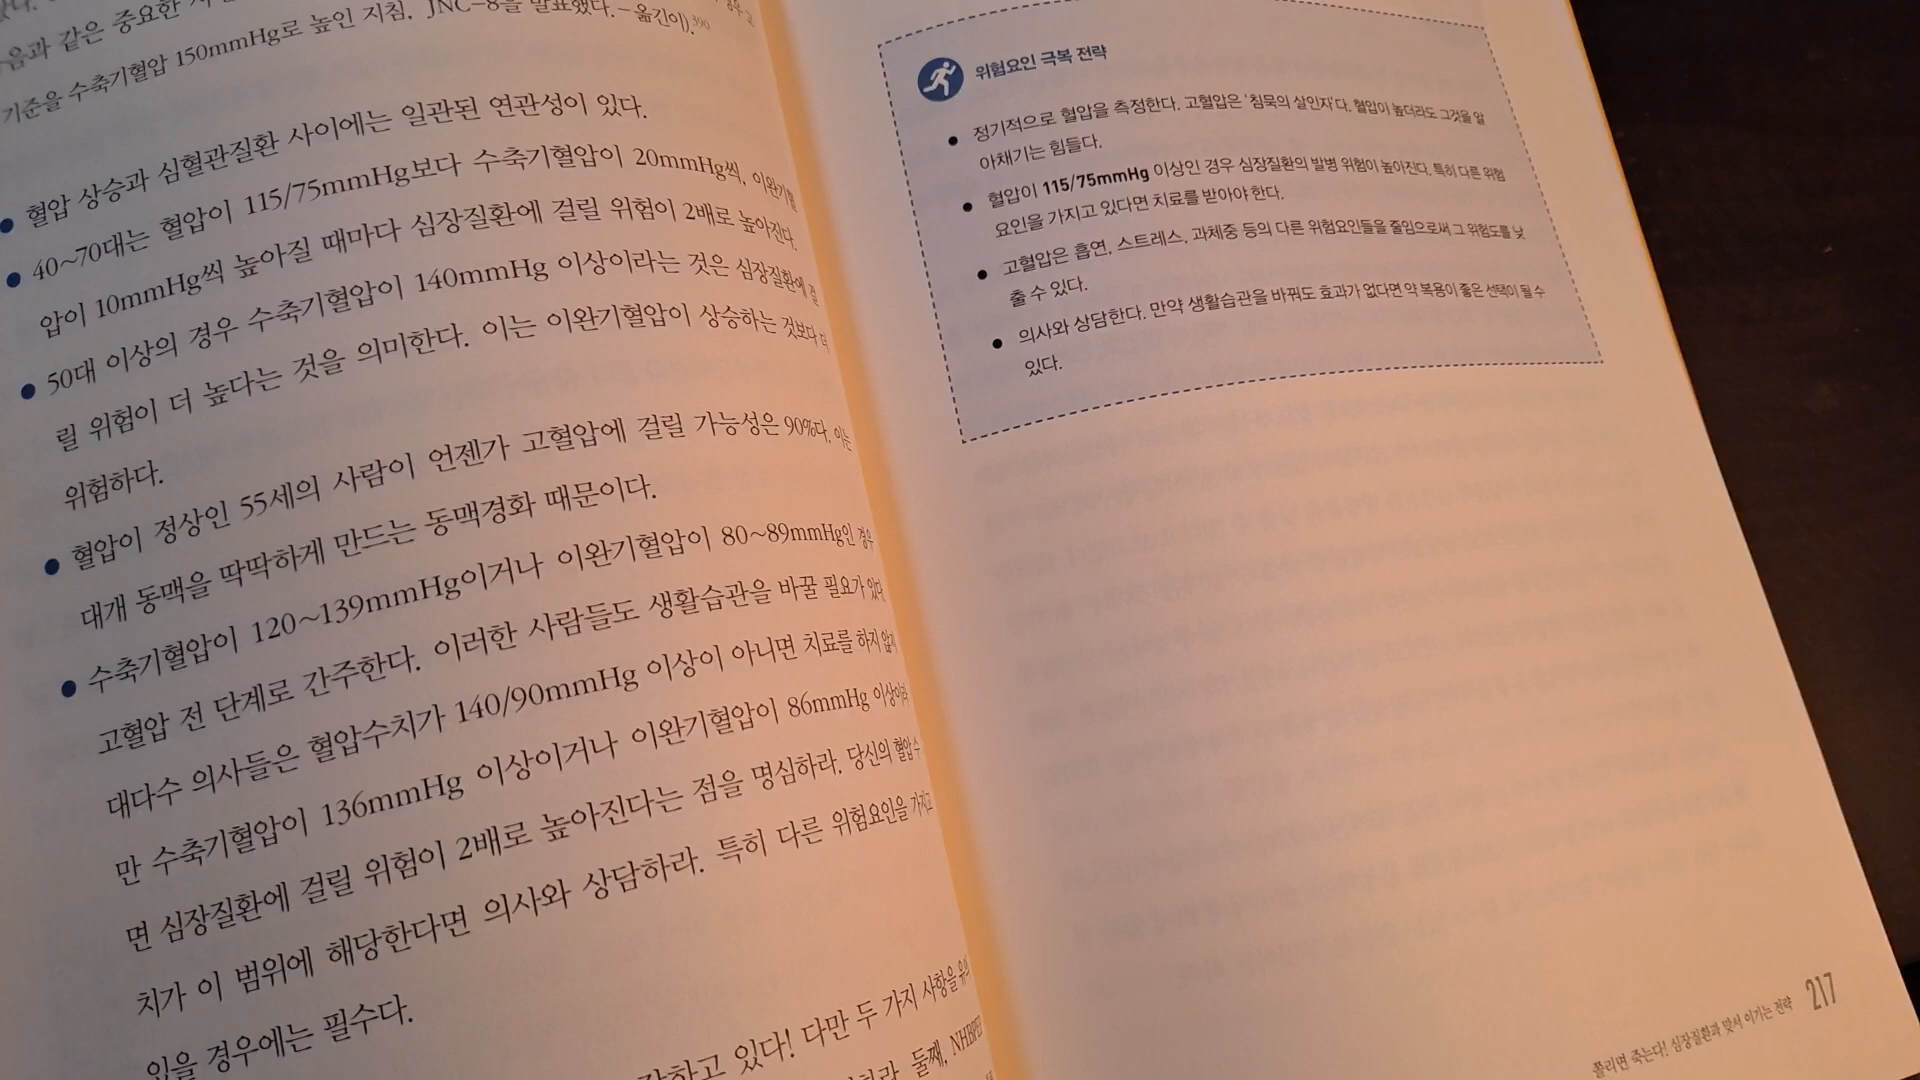 음과 같은 중요한
기준을 수축기혈압 150mmHg로 높인 지침, JNC-8을 발표했다.-옮긴이).390
● 혈압 상승과 심혈관질환 사이에는 일관된 연관성이 있다.
● 40~70대는 혈압이 115/75mmHg보다 수축기혈압이 20mmHg씩, 이완기혈
압이 10mmHg씩 높아질 때마다 심장질환에 걸릴 위험이 2배로 높아진다.
● 50대 이상의 경우 수축기혈압이 140mmHg 이상이라는 것은 심장질환에 걸
릴 위험이 더 높다는 것을 의미한다. 이는 이완기혈압이 상승하는 것보다 더
위험하다.
● 혈압이 정상인 55세의 사람이 언젠가 고혈압에 걸릴 가능성은 90%다. 이는
대개 동맥을 딱딱하게 만드는 동맥경화 때문이다.
● 수축기혈압이 120~139mmHg이거나 이완기혈압이 80~89mmHg인 경우
고혈압 전 단계로 간주한다. 이러한 사람들도 생활습관을 바꿀 필요가 있다.
대다수 의사들은 혈압수치가 140/90mmHg 이상이 아니면 치료를 하지 않지
만 수축기혈압이 136mmHg 이상이거나 이완기혈압이 86mmHg 이상이라
면 심장질환에 걸릴 위험이 2배로 높아진다는 점을 명심하라. 당신의 혈압수
치가 이 범위에 해당한다면 의사와 상담하라. 특히 다른 위험요인을 가지고
있을 경우에는 필수다.
하고 있다! 다만 두 가지 사항을 유의
둘째, NHBPEP
위험요인 극복 전략
● 정기적으로 혈압을 측정한다. 고혈압은 '침묵의 살인자'다. 혈압이 높더라도 그것을 알
아채기는 힘들다.
● 혈압이 115/75mmHg 이상인 경우 심장질환의 발병 위험이 높아진다. 특히 다른 위험
요인을 가지고 있다면 치료를 받아야 한다.
● 고혈압은 흡연, 스트레스, 과체중 등의 다른 위험요인들을 줄임으로써 그 위험도를 낮
출 수 있다.
● 의사와 상담한다. 만약 생활습관을 바꿔도 효과가 없다면 약 복용이 좋은 선택이 될 수
있다.
쫄리면 죽는다! 심장질환과 맞서 이기는 전략 217